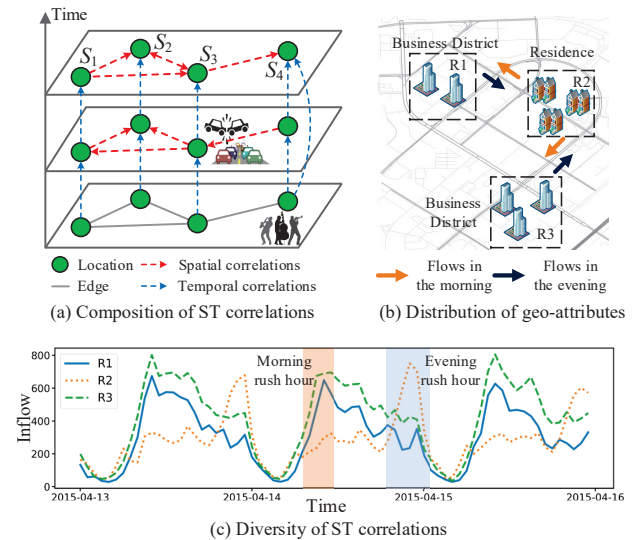 Time
S1
S2
S3
S4
Location
Spatial correlations
Edge
Temporal correlations
(a) Composition of ST correlations
Business District
R1
Residence
R2
Business
District
R3
Flows in
the morning
Flows in
the evening
(b) Distribution of geo-attributes
Inflow
800
600
400
200
0
R1
R2
R3
Morning
rush hour
Evening
rush hour
2015-04-13
2015-04-14
2015-04-15
2015-04-16
Time
(c) Diversity of ST correlations